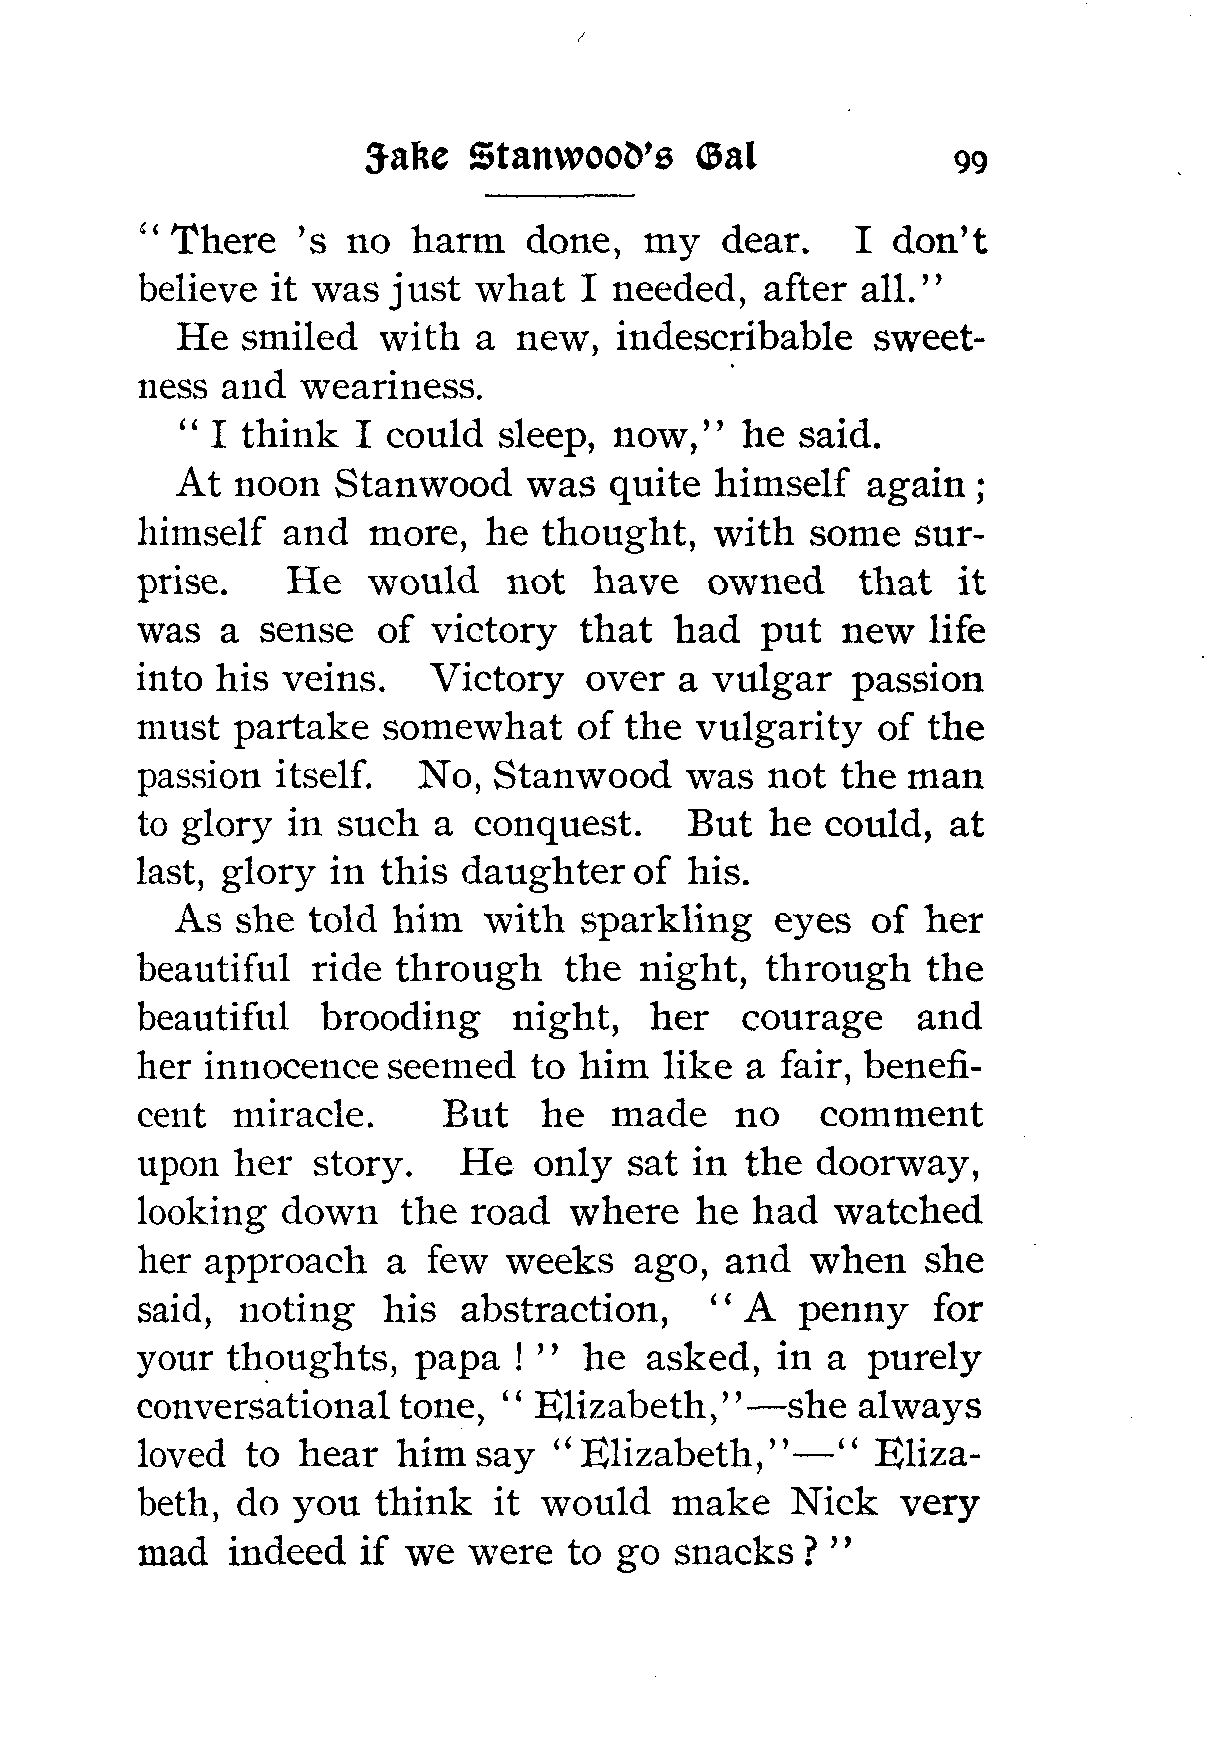 Jake Stanwood's Gal 99
"There 's no harm done, my dear. I don't
believe it was just what I needed, after all."
He smiled with a new, indescribable sweet-
ness and weariness.
"I think I could sleep, now," he said.
At noon Stanwood was quite himself again;
himself and more, he thought, with some sur-
prise. He would not have owned that it
was a sense of victory that had put new life
into his veins. Victory over a vulgar passion
must partake somewhat of the vulgarity of the
passion itself. No, Stanwood was not the man
to glory in such a conquest. But he could, at
last, glory in this daughter of his.
As she told him with sparkling eyes of her
beautiful ride through the night, through the
beautiful brooding night, her courage and
her innocence seemed to him like a fair, benefi-
cent miracle. But he made no comment
upon her story. He only sat in the doorway,
looking down the road where he had watched
her approach a few weeks ago, and when she
said, noting his abstraction, "A penny for
your thoughts, papa!" he asked, in a purely
conversational tone, "Elizabeth,"—she always
loved to hear him say "Elizabeth,"—"Eliza-
beth, do you think it would make Nick very
mad indeed if we were to go snacks?"